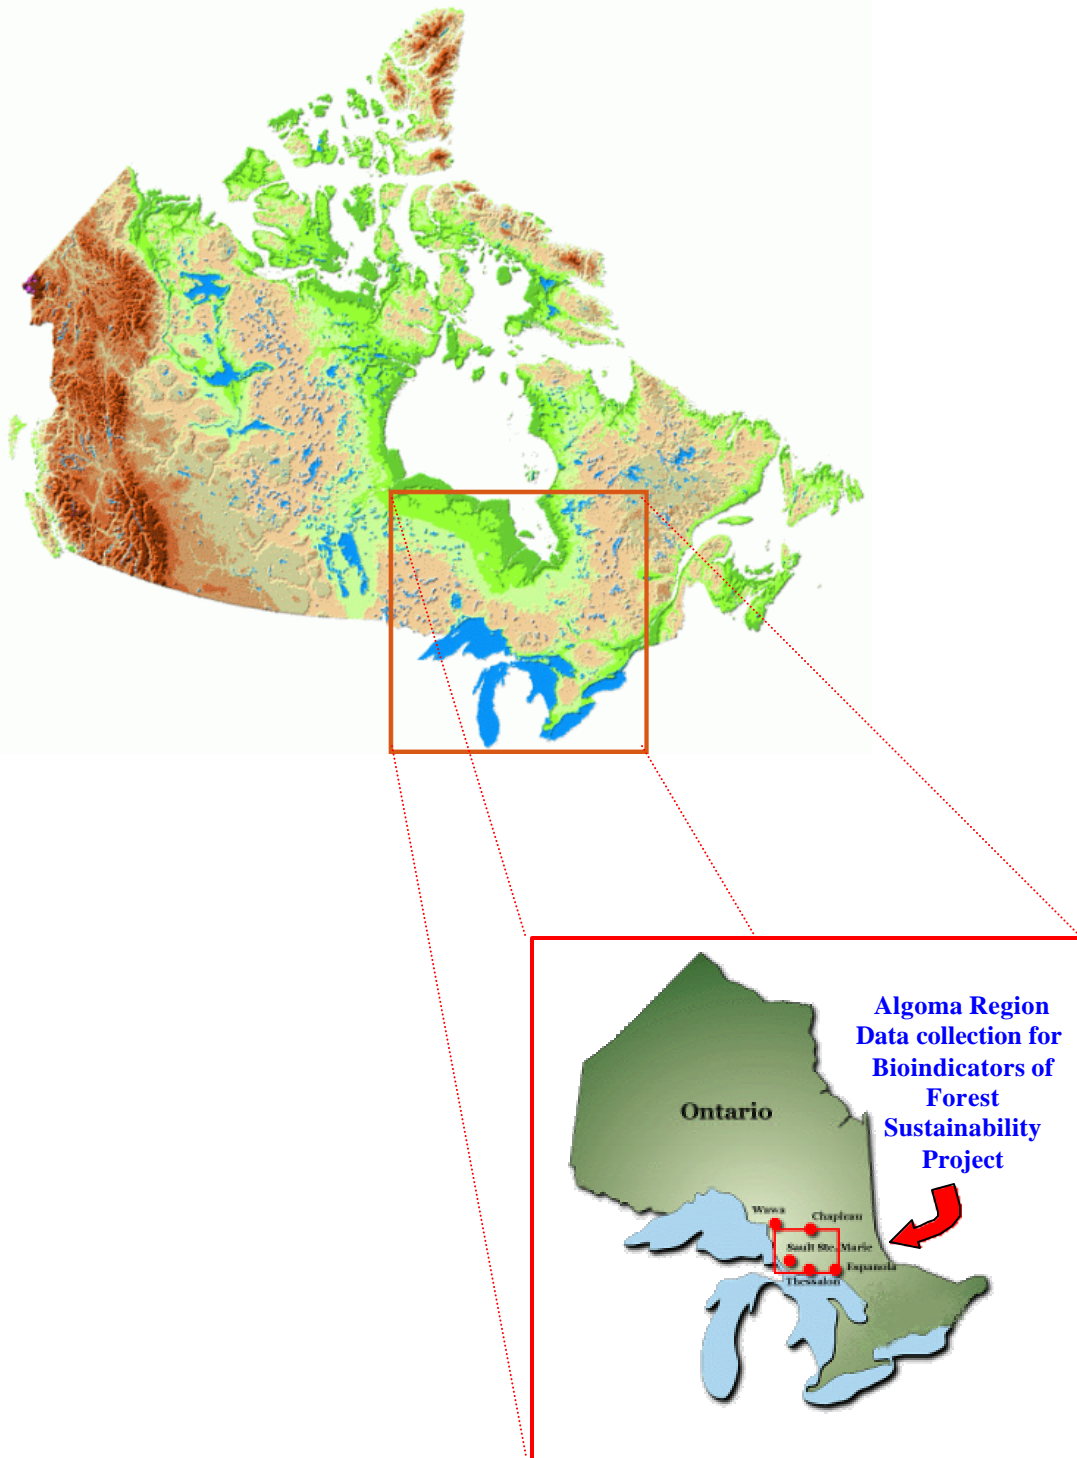 Algoma Region
Data collection for
Bioindicators of
Forest
Sustainability
Project
Ontario
Wawa
Chapleau
Sault Ste. Marie
Espanola
Thessalon